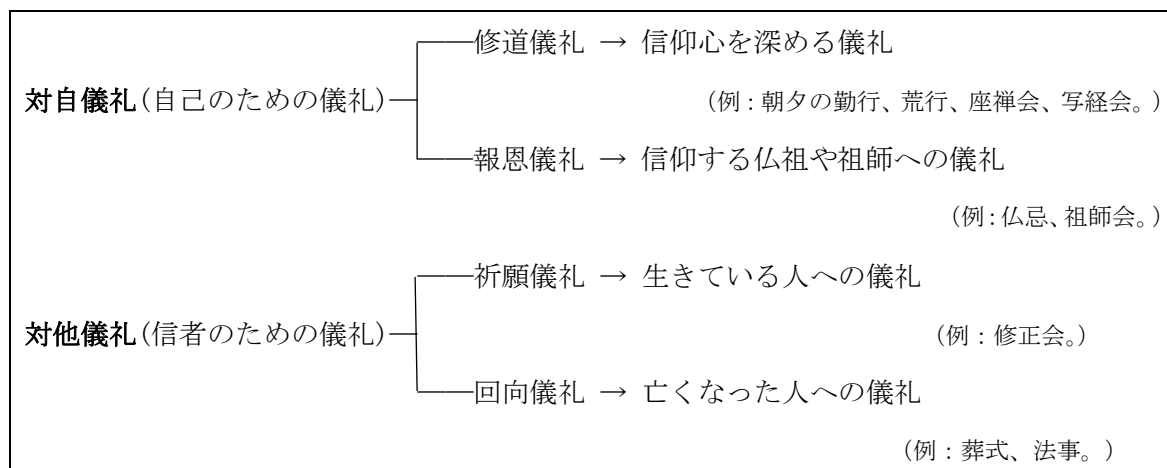 修道儀礼 → 信仰心を深める儀礼
対自儀礼(自己のための儀礼)
(例:朝夕の勤行、荒行、座禅会、写経会。)
報恩儀礼 → 信仰する仏祖や祖師への儀礼
(例:仏忌、祖師会。)
祈願儀礼 → 生きている人への儀礼
対他儀礼(信者のための儀礼)
(例:修正会。)
回向儀礼 → 亡くなった人への儀礼
(例:葬式、法事。)